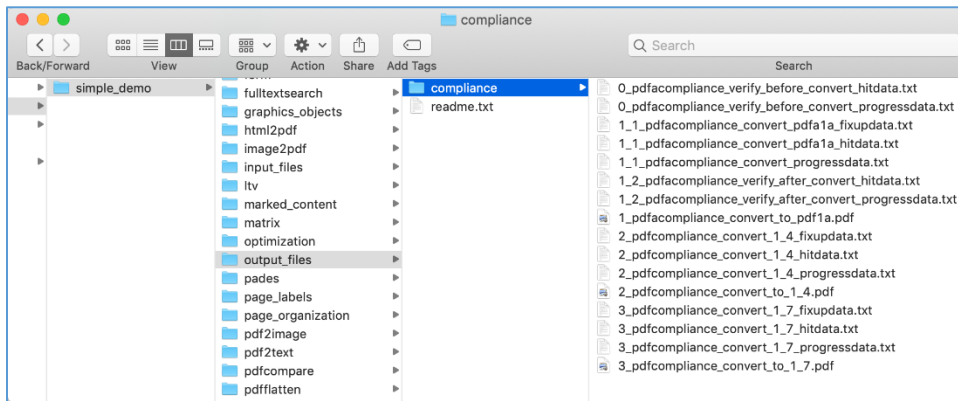 compliance
Search
Back/Forward
View
Group
Action
Share
Add Tags
Search
simple_demo
fulltextsearch
graphics_objects
html2pdf
image2pdf
input_files
ltv
marked_content
matrix
optimization
output_files
pades
page_labels
page_organization
pdf2image
pdf2text
pdfcompare
pdfflatten
compliance
readme.txt
0_pdfacompliance_verify_before_convert_hitdata.txt
0_pdfacompliance_verify_before_convert_progressdata.txt
1_1_pdfacompliance_convert_pdfa1a_fixupdata.txt
1_1_pdfacompliance_convert_pdfa1a_hitdata.txt
1_1_pdfacompliance_convert_progressdata.txt
1_2_pdfacompliance_verify_after_convert_hitdata.txt
1_2_pdfacompliance_verify_after_convert_progressdata.txt
1_pdfacompliance_convert_to_pdf1a.pdf
2_pdfcompliance_convert_1_4_fixupdata.txt
2_pdfcompliance_convert_1_4_hitdata.txt
2_pdfcompliance_convert_1_4_progressdata.txt
2_pdfcompliance_convert_to_1_4.pdf
3_pdfcompliance_convert_1_7_fixupdata.txt
3_pdfcompliance_convert_1_7_hitdata.txt
3_pdfcompliance_convert_1_7_progressdata.txt
3_pdfcompliance_convert_to_1_7.pdf